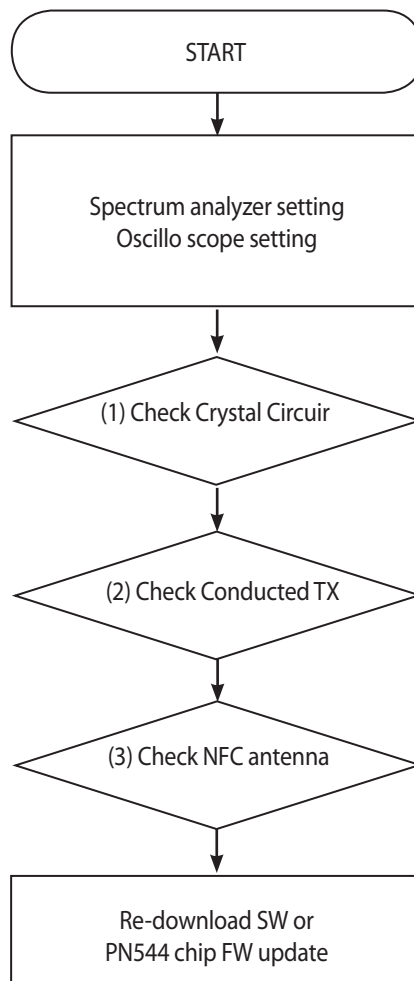 START
Spectrum analyzer setting
Oscillo scope setting
(1) Check Crystal Circuir
(2) Check Conducted TX
(3) Check NFC antenna
Re-download SW or
PN544 chip FW update